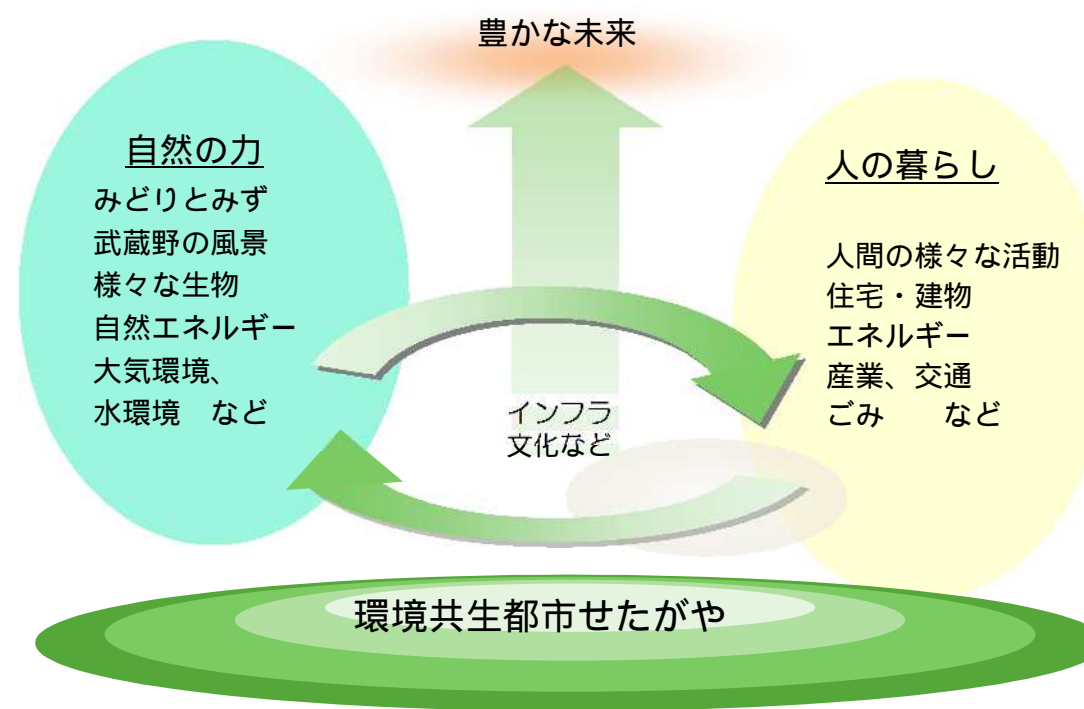 豊かな未来
自然の力
みどりとみず
武蔵野の風景
様々な生物
自然エネルギー
大気環境、
水環境　など
人の暮らし
人間の様々な活動
住宅・建物
エネルギー
産業、交通
ごみ　　など
インフラ
文化など
環境共生都市せたがや